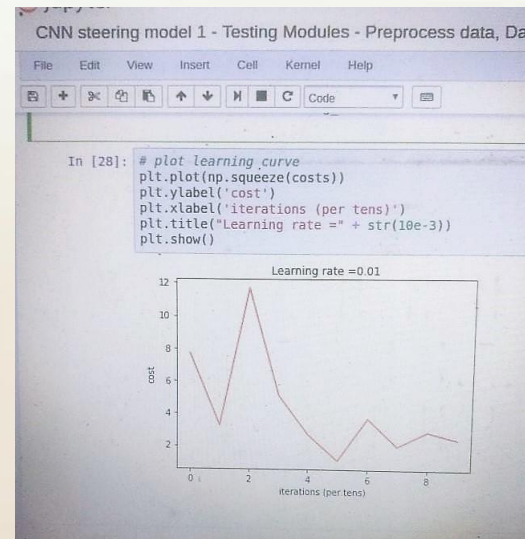 CNN steering model 1 - Testing Modules - Preprocess data, Da
File Edit View Insert Cell Kernel Help
Code
In [28]: # plot learning curve
plt.plot(np.squeeze(costs))
plt.ylabel('cost')
plt.xlabel('iterations (per tens)')
plt.title("Learning rate =" + str(10e-3))
plt.show()
Learning rate =0.01
12
10
8
6
4
2
cost
0 2 4 6 8
iterations (per tens)